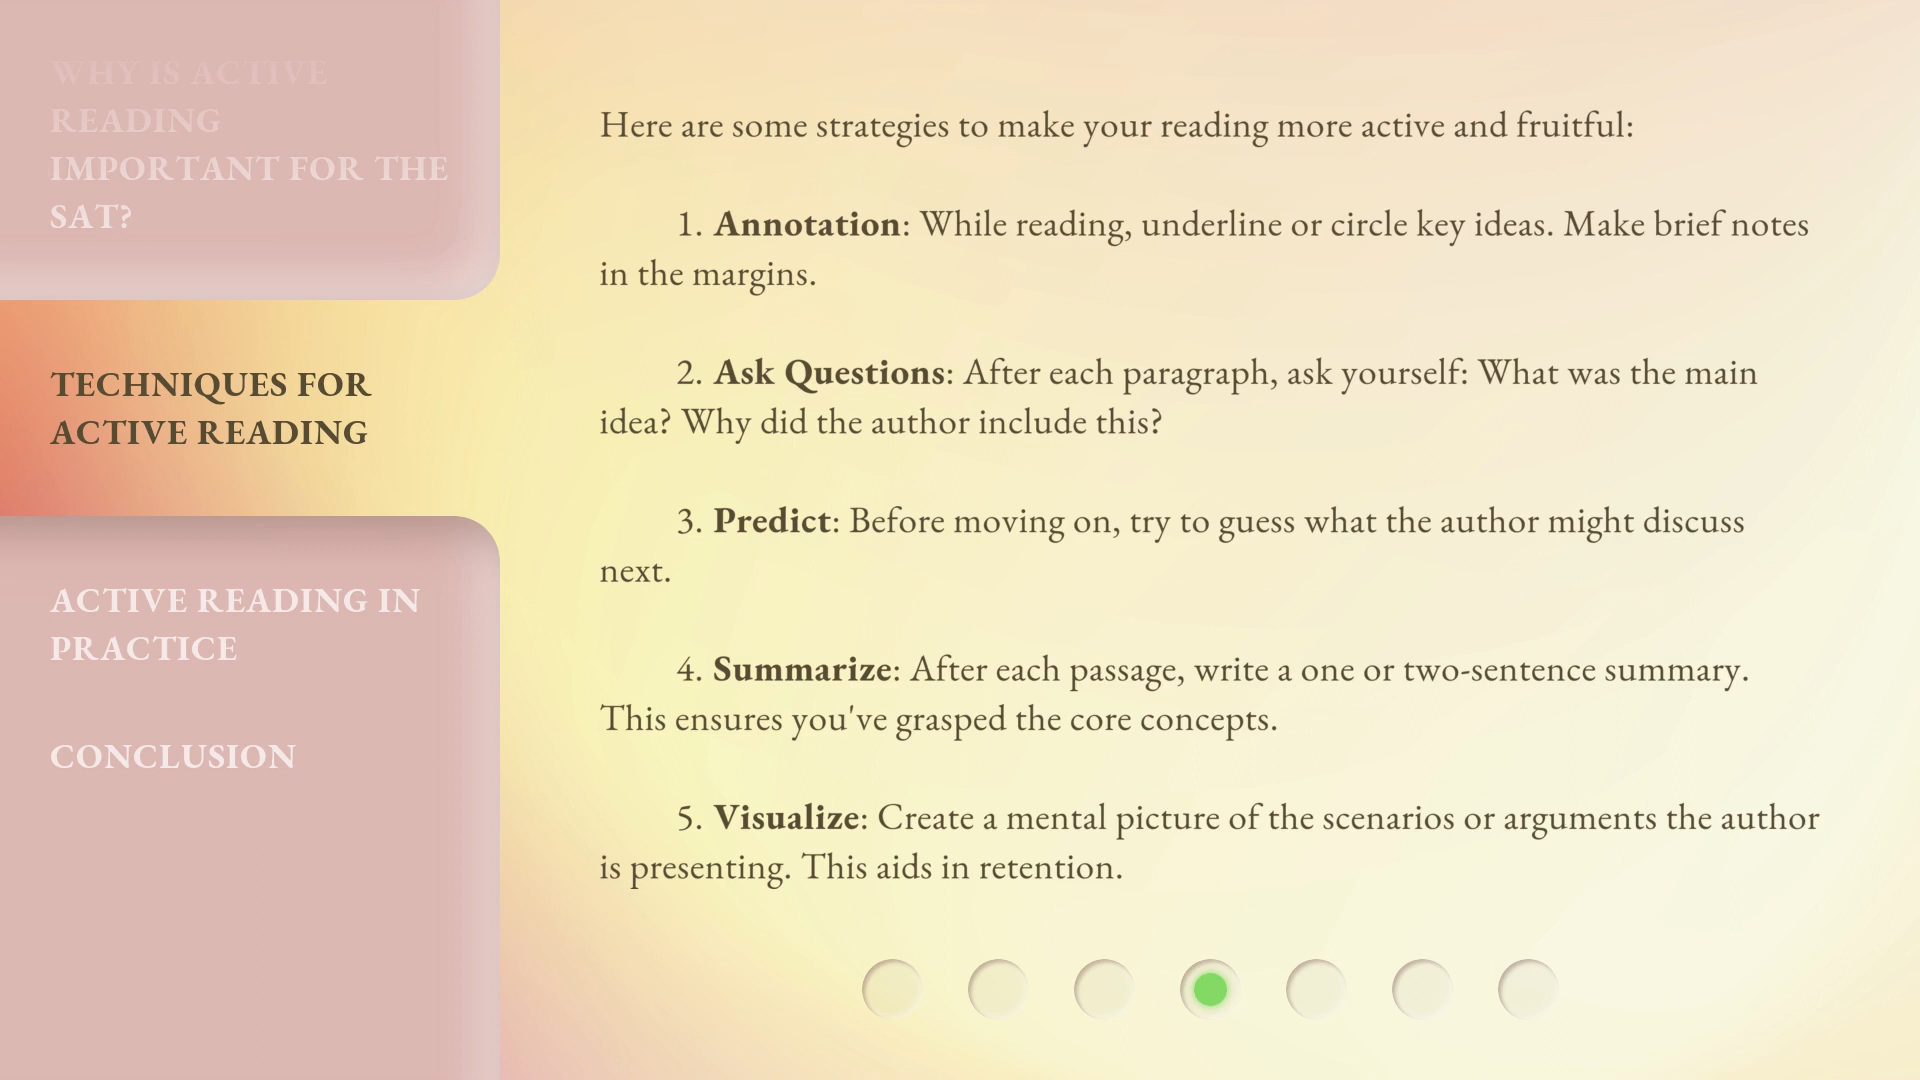 WHY IS ACTIVE
READING
IMPORTANT FOR THE
SAT?
TECHNIQUES FOR
ACTIVE READING
ACTIVE READING IN
PRACTICE
CONCLUSION
Here are some strategies to make your reading more active and fruitful:
1. Annotation: While reading, underline or circle key ideas. Make brief notes
in the margins.
2. Ask Questions: After each paragraph, ask yourself: What was the main
idea? Why did the author include this?
3. Predict: Before moving on, try to guess what the author might discuss
next.
4. Summarize: After each passage, write a one or two-sentence summary.
This ensures you've grasped the core concepts.
5. Visualize: Create a mental picture of the scenarios or arguments the author
is presenting. This aids in retention.